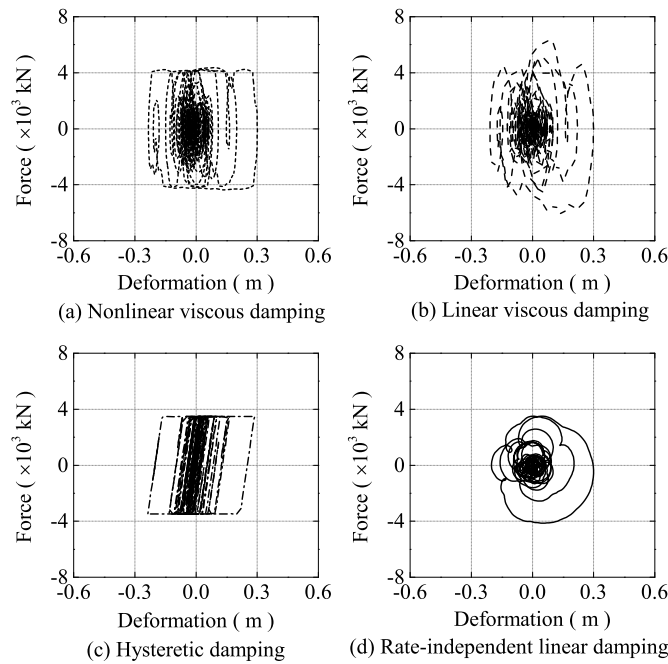 8
4
0
-4
-8
Force ( ×10³ kN )
-0.6 -0.3 0.0 0.3 0.6
Deformation ( m )
(a) Nonlinear viscous damping
8
4
0
-4
-8
Force ( ×10³ kN )
-0.6 -0.3 0.0 0.3 0.6
Deformation ( m )
(b) Linear viscous damping
8
4
0
-4
-8
Force ( ×10³ kN )
-0.6 -0.3 0.0 0.3 0.6
Deformation ( m )
(c) Hysteretic damping
8
4
0
-4
-8
Force ( ×10³ kN )
-0.6 -0.3 0.0 0.3 0.6
Deformation ( m )
(d) Rate-independent linear damping